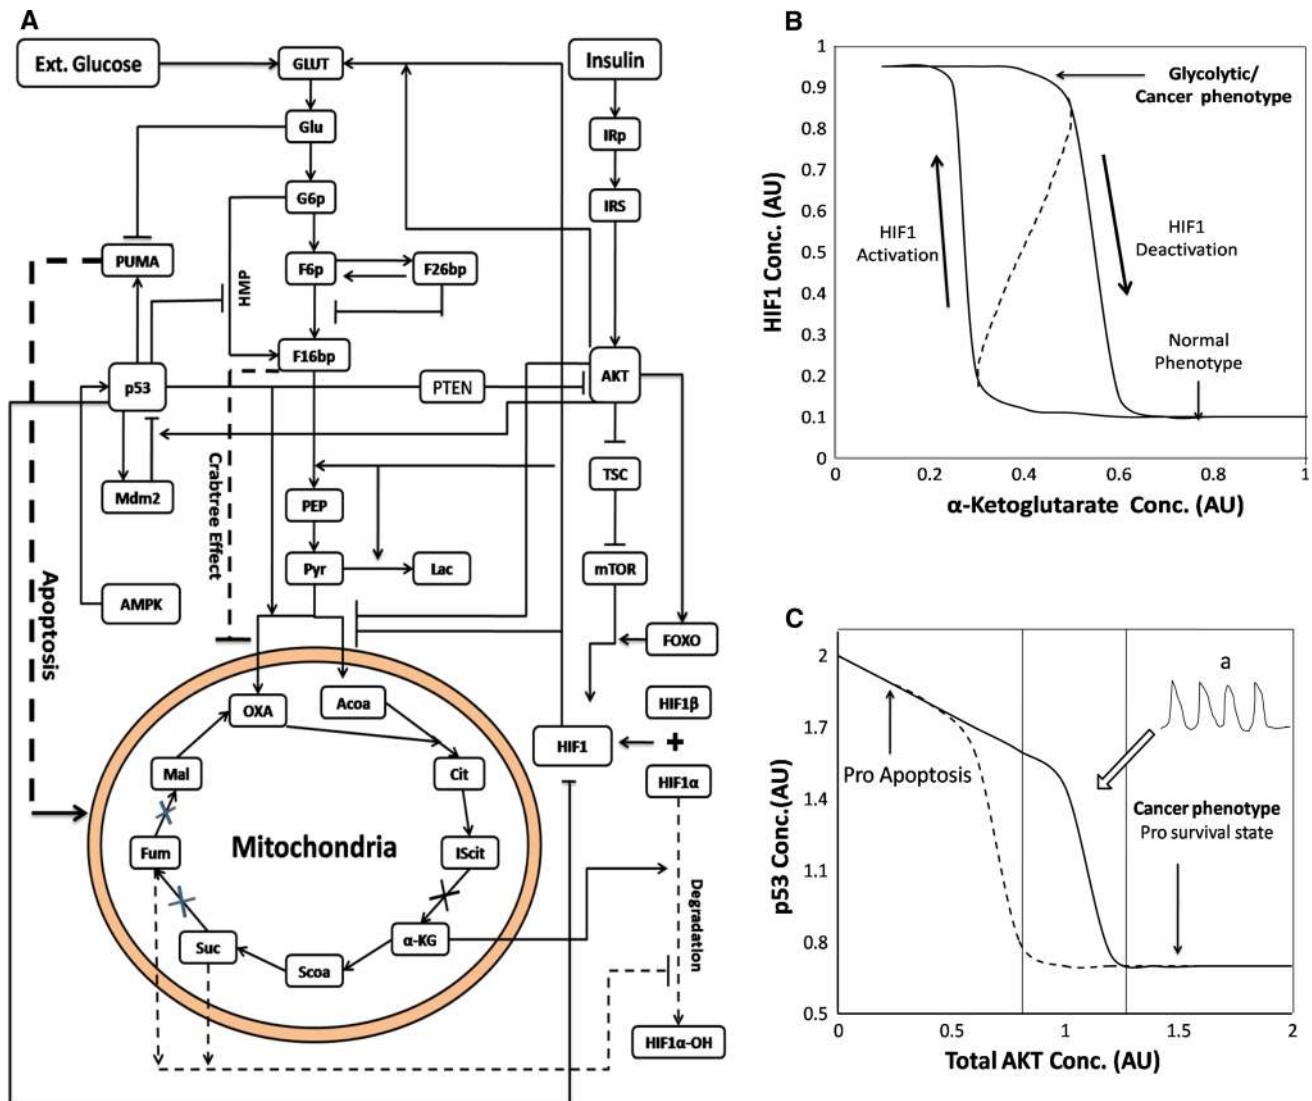 A
Ext. Glucose
GLUT
Insulin
Glu
IRp
G6p
IRS
PUMA
HMP
F6p
F26bp
F16bp
p53
PTEN
AKT
Mdm2
Crabtree Effect
PEP
TSC
Pyr
Lac
mTOR
AMPK
Apoptosis
FOXO
OXA
Acoa
HIF1β
HIF1
+
HIF1α
Mal
Cit
Fum
Mitochondria
IScit
Degradation
Suc
α-KG
Scoa
HIF1α-OH
B
HIF1 Conc. (AU)
1
0.9
0.8
0.7
0.6
0.5
0.4
0.3
0.2
0.1
0
Glycolytic/
Cancer phenotype
HIF1
Activation
HIF1
Deactivation
Normal
Phenotype
0 0.2 0.4 0.6 0.8 1
α-Ketoglutarate Conc. (AU)
C
p53 Conc.(AU)
2
1.7
1.4
1.1
0.8
0.5
a
Pro Apoptosis
Cancer phenotype
Pro survival state
0 0.5 1 1.5 2
Total AKT Conc. (AU)